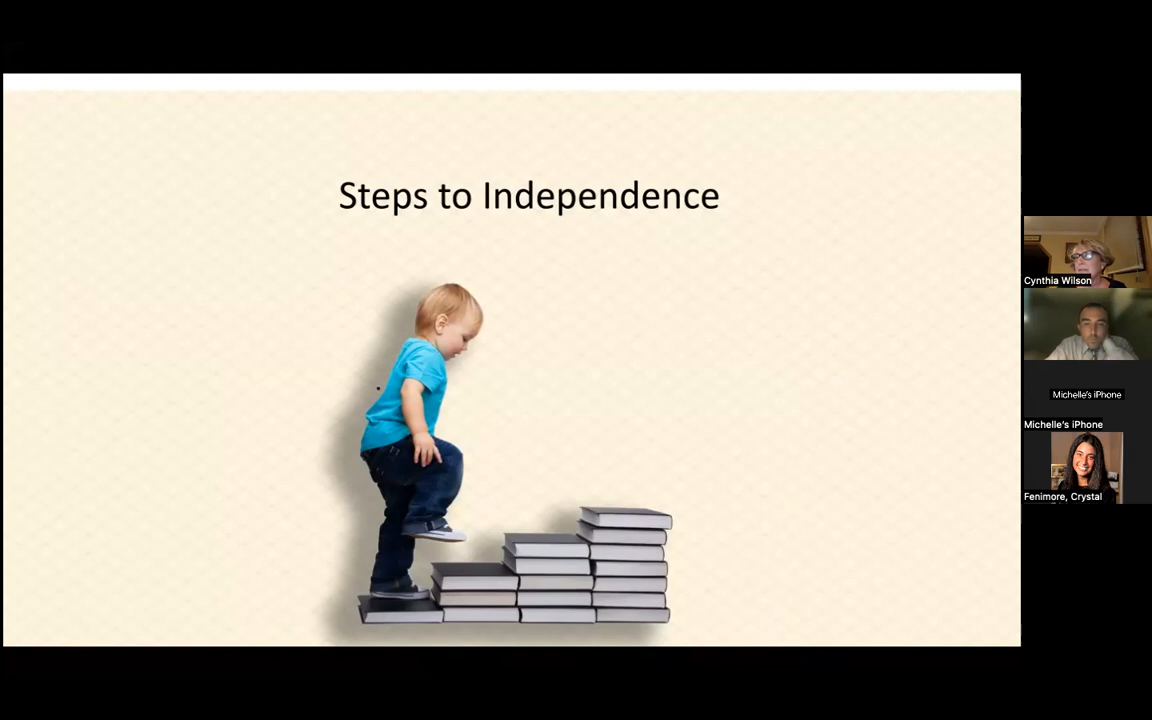 Steps to Independence
Cynthia Wilson
Michelle's iPhone
Michelle's iPhone
Fenimore, Crystal